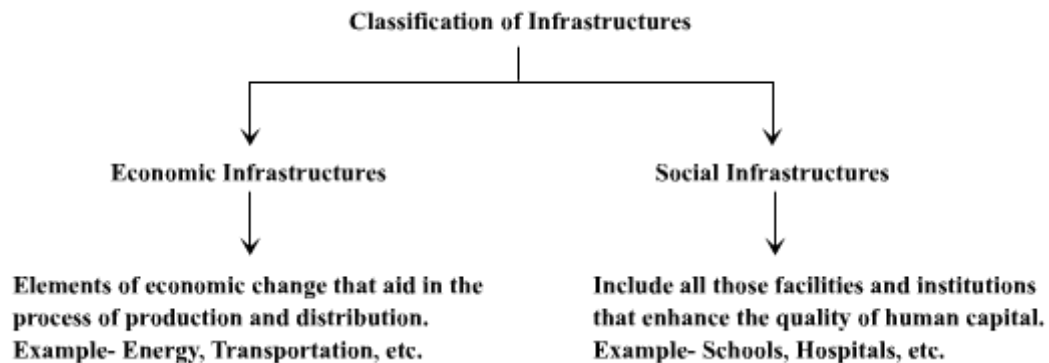 Classification of Infrastructures
Economic Infrastructures
Social Infrastructures
Elements of economic change that aid in the
process of production and distribution.
Example- Energy, Transportation, etc.
Include all those facilities and institutions
that enhance the quality of human capital.
Example- Schools, Hospitals, etc.